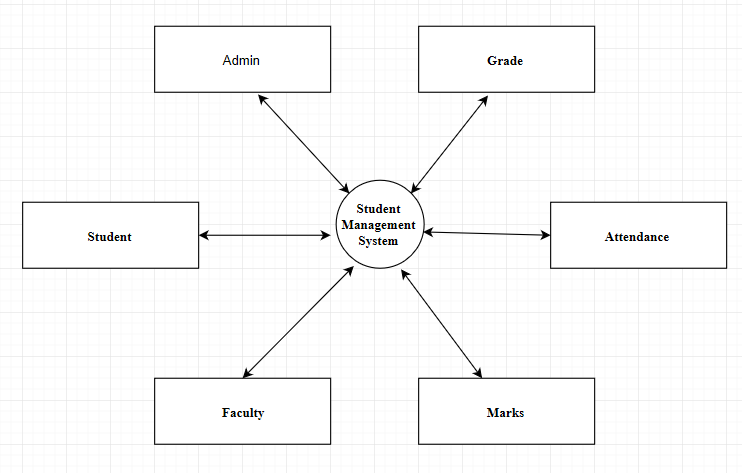 Admin
Grade
Student
Management
System
Student
Attendance
Faculty
Marks